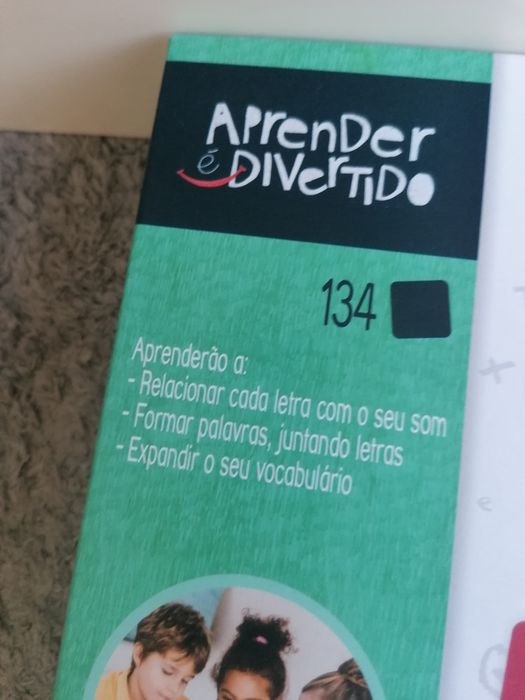 APrenDer
é DIVerTIDO
134
Aprenderão a:
- Relacionar cada letra com o seu som
- Formar palavras, juntando letras
- Expandir o seu vocabulário